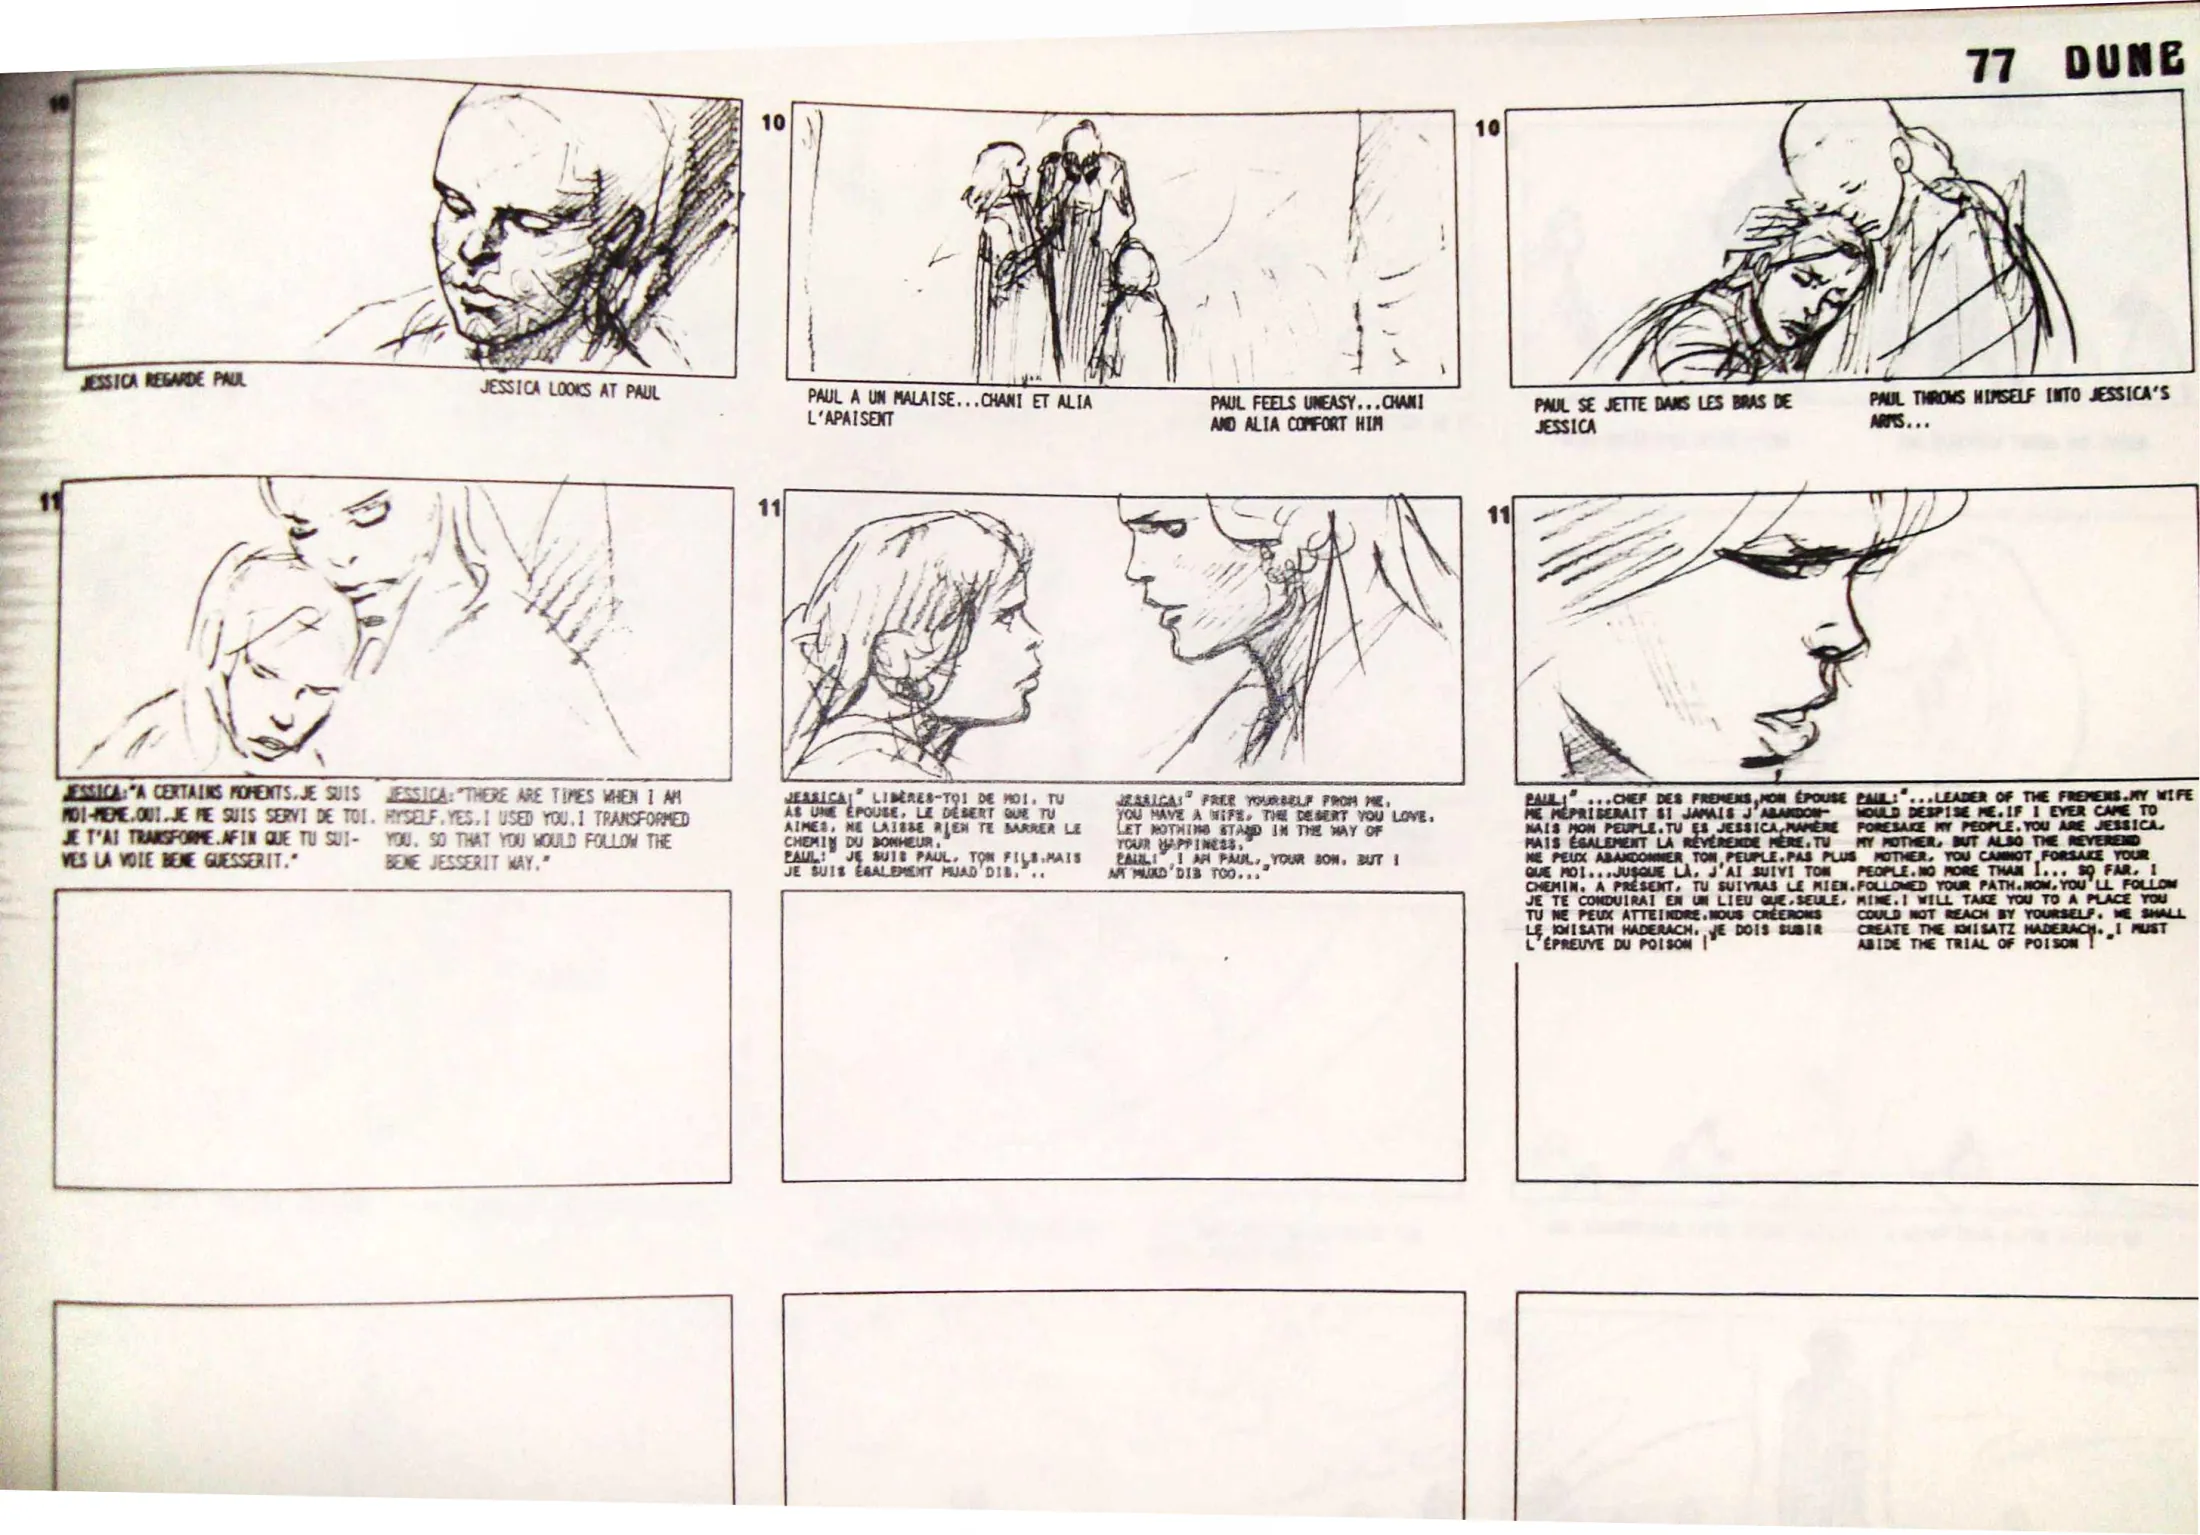 77 DUNE
10
JESSICA REGARDE PAUL
JESSICA LOOKS AT PAUL
10
PAUL A UN MALAISE...CHANI ET ALIA
L'APAISENT
PAUL FEELS UNEASY...CHANI
AND ALIA COMFORT HIM
10
PAUL SE JETTE DANS LES BRAS DE
JESSICA
PAUL THROWS HIMSELF INTO JESSICA'S
ARMS...
11
JESSICA:"A CERTAINS MOMENTS.JE SUIS
MOI-MEME.OUI.JE ME SUIS SERVI DE TOI.
JE T'AI TRANSFORME.AFIN QUE TU SUI-
VES LA VOIE BENE GUESSERIT."
JESSICA:"THERE ARE TIMES WHEN I AM
MYSELF.YES.I USED YOU.I TRANSFORMED
YOU. SO THAT YOU WOULD FOLLOW THE
BENE JESSERIT WAY."
11
JESSICA:" LIBÈRES-TOI DE MOI. TU
AS UNE ÉPOUSE. LE DÉSERT QUE TU
AIMES. NE LAISSE RIEN TE BARRER LE
CHEMIN DU BONHEUR."
PAUL:" JE SUIS PAUL. TON FILS.MAIS
JE SUIS ÉGALEMENT MUAD'DIB."..
JESSICA:" FREE YOURSELF FROM ME.
YOU HAVE A WIFE. THE DESERT YOU LOVE.
LET NOTHING STAND IN THE WAY OF
YOUR HAPPINESS."
PAUL:" I AM PAUL. YOUR SON. BUT I
AM MUAD'DIB TOO..."
11
PAUL:" ...CHEF DES FREMENS.MON ÉPOUSE
ME MÉPRISERAIT SI JAMAIS J'ABANDON-
NAIS MON PEUPLE.TU ES JESSICA.MAMÈRE
MAIS ÉGALEMENT LA RÉVÉRENDE MÈRE.TU
NE PEUX ABANDONNER TON PEUPLE.PAS PLUS
QUE MOI...JUSQUE LÀ. J'AI SUIVI TON
CHEMIN. A PRÉSENT. TU SUIVRAS LE MIEN.
JE TE CONDUIRAI EN UN LIEU QUE.SEULE.
TU NE PEUX ATTEINDRE.NOUS CRÉERONS
LE KWISATH HADERACH. JE DOIS SUBIR
L'ÉPREUVE DU POISON !"
PAUL:"...LEADER OF THE FREMENS.MY WIFE
WOULD DESPISE ME.IF I EVER CAME TO
FORESAKE MY PEOPLE.YOU ARE JESSICA.
MY MOTHER. BUT ALSO THE REVEREND
MOTHER. YOU CANNOT FORSAKE YOUR
PEOPLE.NO MORE THAN I... SO FAR. I
FOLLOWED YOUR PATH.NOW.YOU'LL FOLLOW
MINE.I WILL TAKE YOU TO A PLACE YOU
COULD NOT REACH BY YOURSELF. WE SHALL
CREATE THE KWISATZ HADERACH. I MUST
ABIDE THE TRIAL OF POISON !"